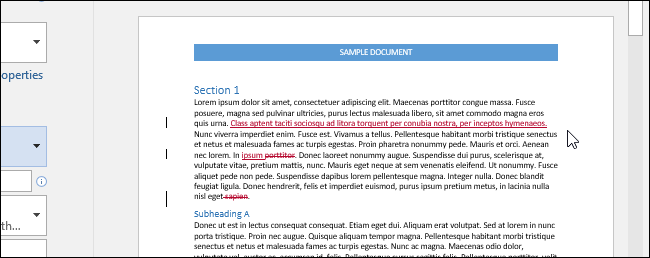 SAMPLE DOCUMENT
operties
Section 1
Lorem ipsum dolor sit amet, consectetuer adipiscing elit. Maecenas porttitor congue massa. Fusce
posuere, magna sed pulvinar ultricies, purus lectus malesuada libero, sit amet commodo magna eros
quis urna. Class aptent taciti sociosqu ad litora torquent per conubia nostra, per inceptos hymenaeos.
Nunc viverra imperdiet enim. Fusce est. Vivamus a tellus. Pellentesque habitant morbi tristique senectus
et netus et malesuada fames ac turpis egestas. Proin pharetra nonummy pede. Mauris et orci. Aenean
nec lorem. In ipsum porttitor. Donec laoreet nonummy augue. Suspendisse dui purus, scelerisque at,
vulputate vitae, pretium mattis, nunc. Mauris eget neque at sem venenatis eleifend. Ut nonummy. Fusce
aliquet pede non pede. Suspendisse dapibus lorem pellentesque magna. Integer nulla. Donec blandit
feugiat ligula. Donec hendrerit, felis et imperdiet euismod, purus ipsum pretium metus, in lacinia nulla
nisl eget sapien.
Subheading A
th...
Donec ut est in lectus consequat consequat. Etiam eget dui. Aliquam erat volutpat. Sed at lorem in nunc
porta tristique. Proin nec augue. Quisque aliquam tempor magna. Pellentesque habitant morbi tristique
senectus et netus et malesuada fames ac turpis egestas. Nunc ac magna. Maecenas odio dolor,